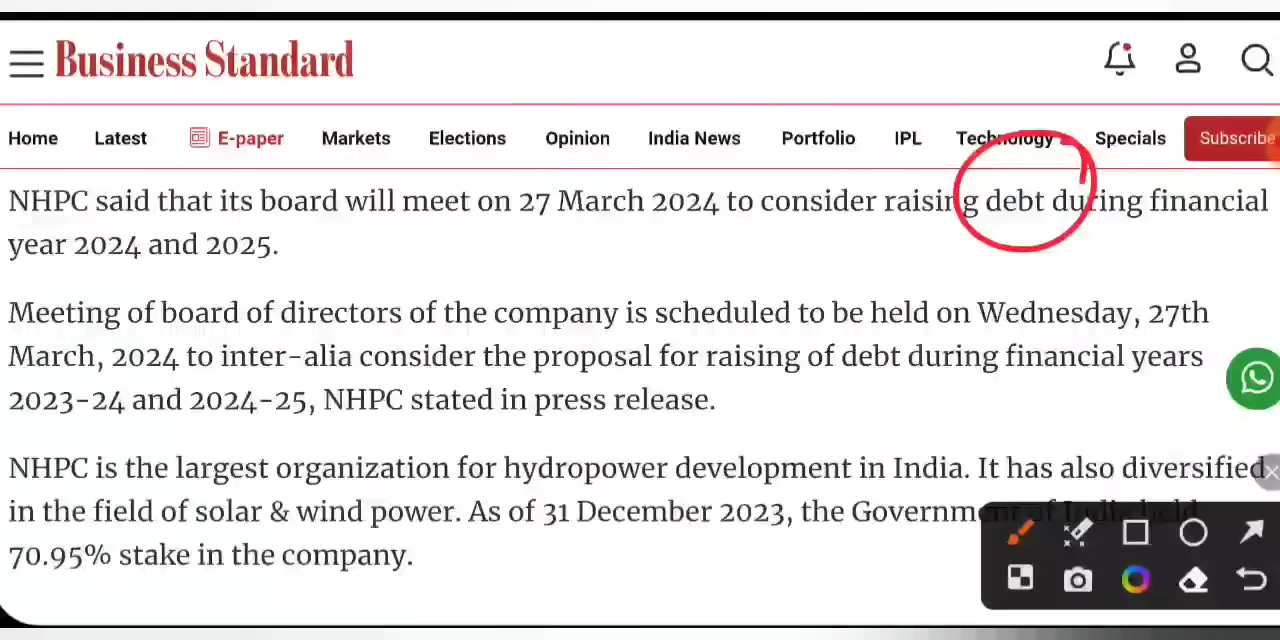 Business Standard
Home Latest E-paper Markets Elections Opinion India News Portfolio IPL Technology Specials Subscribe
NHPC said that its board will meet on 27 March 2024 to consider raising debt during financial
year 2024 and 2025.
Meeting of board of directors of the company is scheduled to be held on Wednesday, 27th
March, 2024 to inter-alia consider the proposal for raising of debt during financial years
2023-24 and 2024-25, NHPC stated in press release.
NHPC is the largest organization for hydropower development in India. It has also diversified
in the field of solar & wind power. As of 31 December 2023, the Government of India held
70.95% stake in the company.